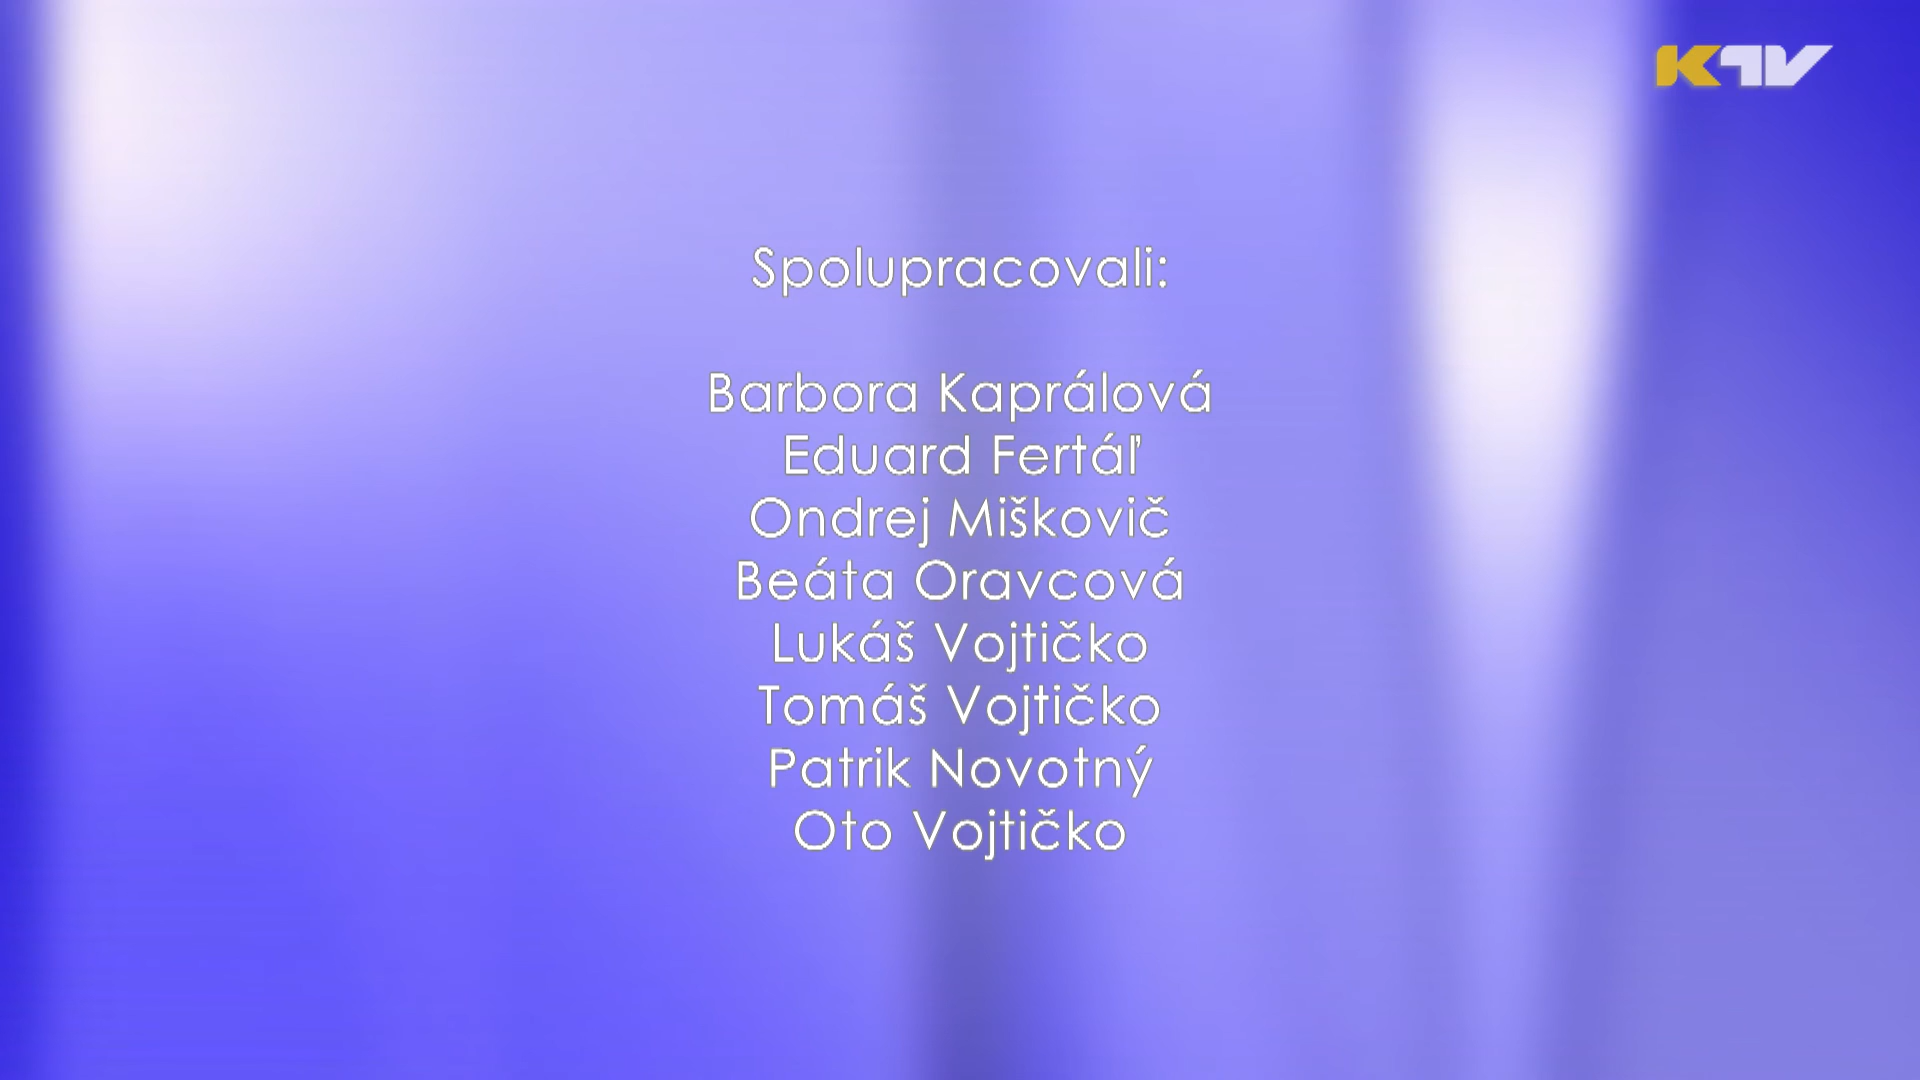 KTV
Spolupracovali:
Barbora Kaprálová
Eduard Fertáľ
Ondrej Miškovič
Beáta Oravcová
Lukáš Vojtičko
Tomáš Vojtičko
Patrik Novotný
Oto Vojtičko